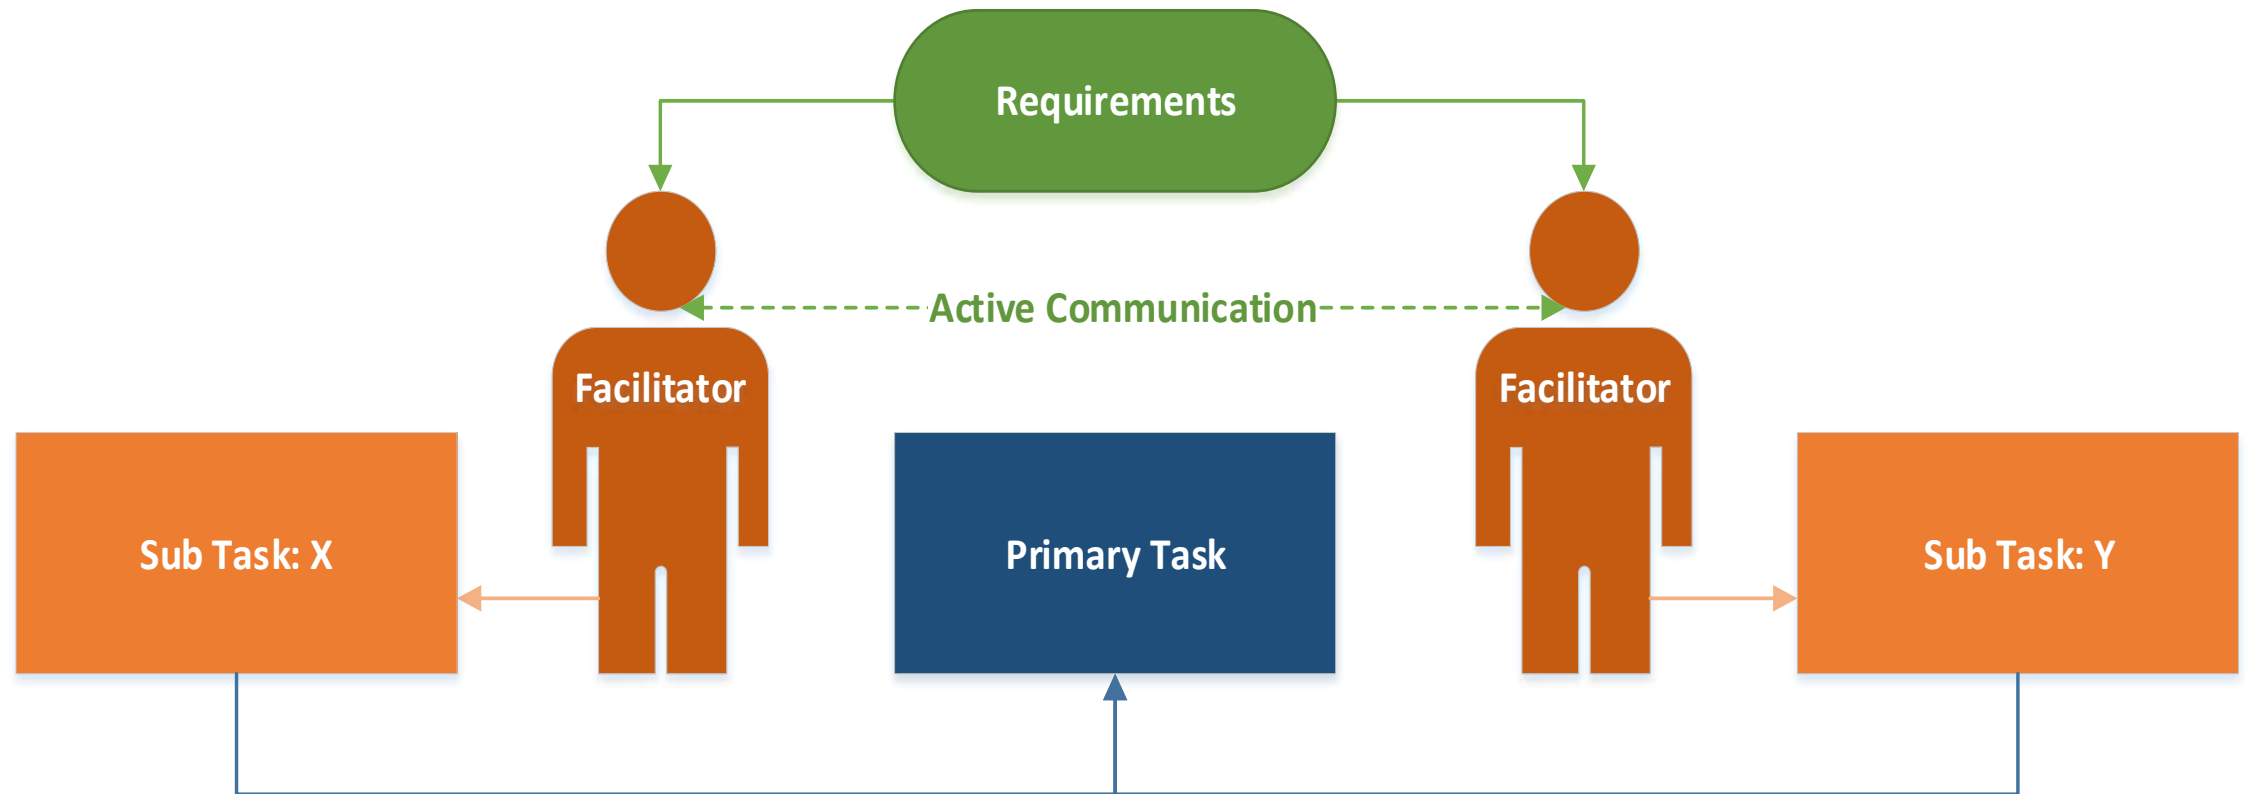 Requirements
Active Communication
Facilitator
Facilitator
Sub Task: X
Primary Task
Sub Task: Y